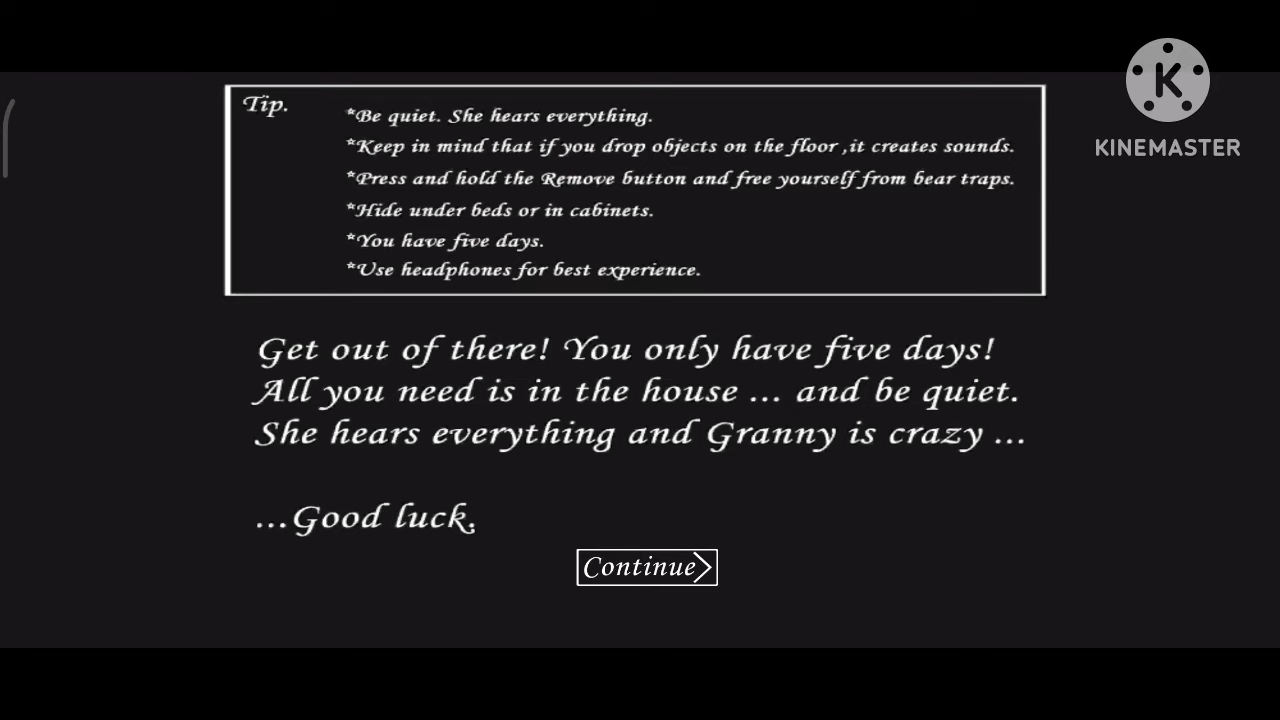 Tip.
*Be quiet. She hears everything.
*Keep in mind that if you drop objects on the floor ,it creates sounds.
*Press and hold the Remove button and free yourself from bear traps.
*Hide under beds or in cabinets.
*You have five days.
*Use headphones for best experience.
K
KINEMASTER
Get out of there! You only have five days!
All you need is in the house ... and be quiet.
She hears everything and Granny is crazy ...
...Good luck.
Continue